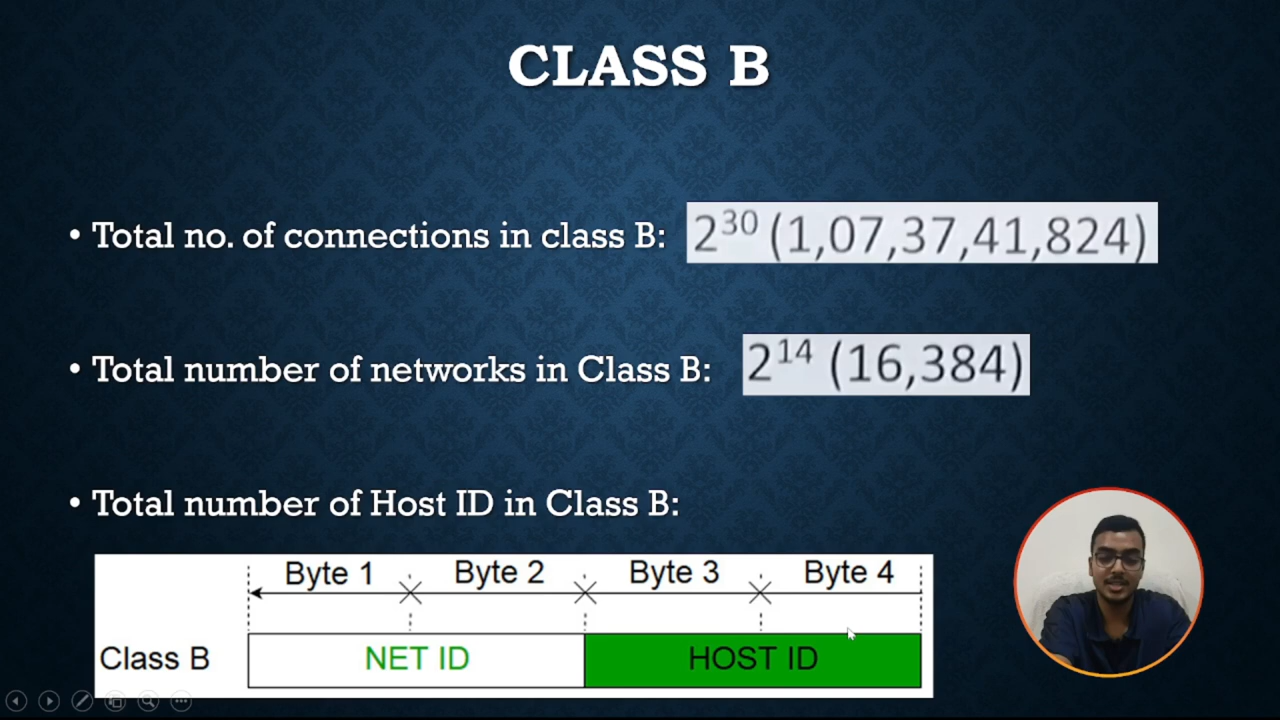 CLASS B
• Total no. of connections in class B: 2³⁰ (1,07,37,41,824)
• Total number of networks in Class B: 2¹⁴ (16,384)
• Total number of Host ID in Class B:
Byte 1 Byte 2 Byte 3 Byte 4
Class B NET ID HOST ID